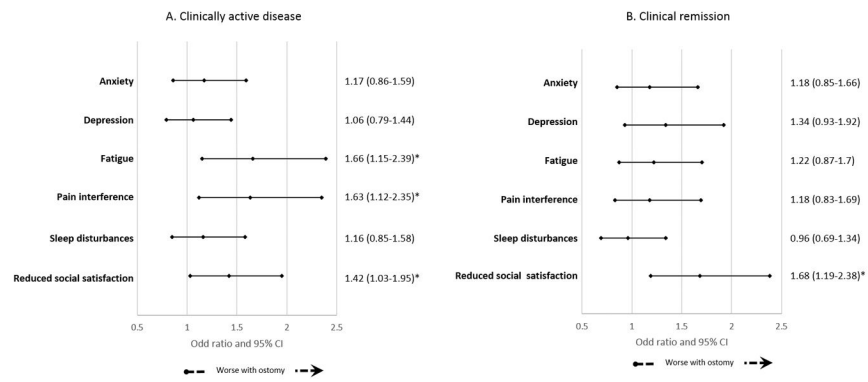 A. Clinically active disease
Anxiety 1.17 (0.86-1.59)
Depression 1.06 (0.79-1.44)
Fatigue 1.66 (1.15-2.39)*
Pain interference 1.63 (1.12-2.35)*
Sleep disturbances 1.16 (0.85-1.58)
Reduced social satisfaction 1.42 (1.03-1.95)*
0.5 1 1.5 2 2.5
Odd ratio and 95% CI
Worse with ostomy
B. Clinical remission
Anxiety 1.18 (0.85-1.66)
Depression 1.34 (0.93-1.92)
Fatigue 1.22 (0.87-1.7)
Pain interference 1.18 (0.83-1.69)
Sleep disturbances 0.96 (0.69-1.34)
Reduced social satisfaction 1.68 (1.19-2.38)*
0.5 1 1.5 2 2.5
Odd ratio and 95% CI
Worse with ostomy